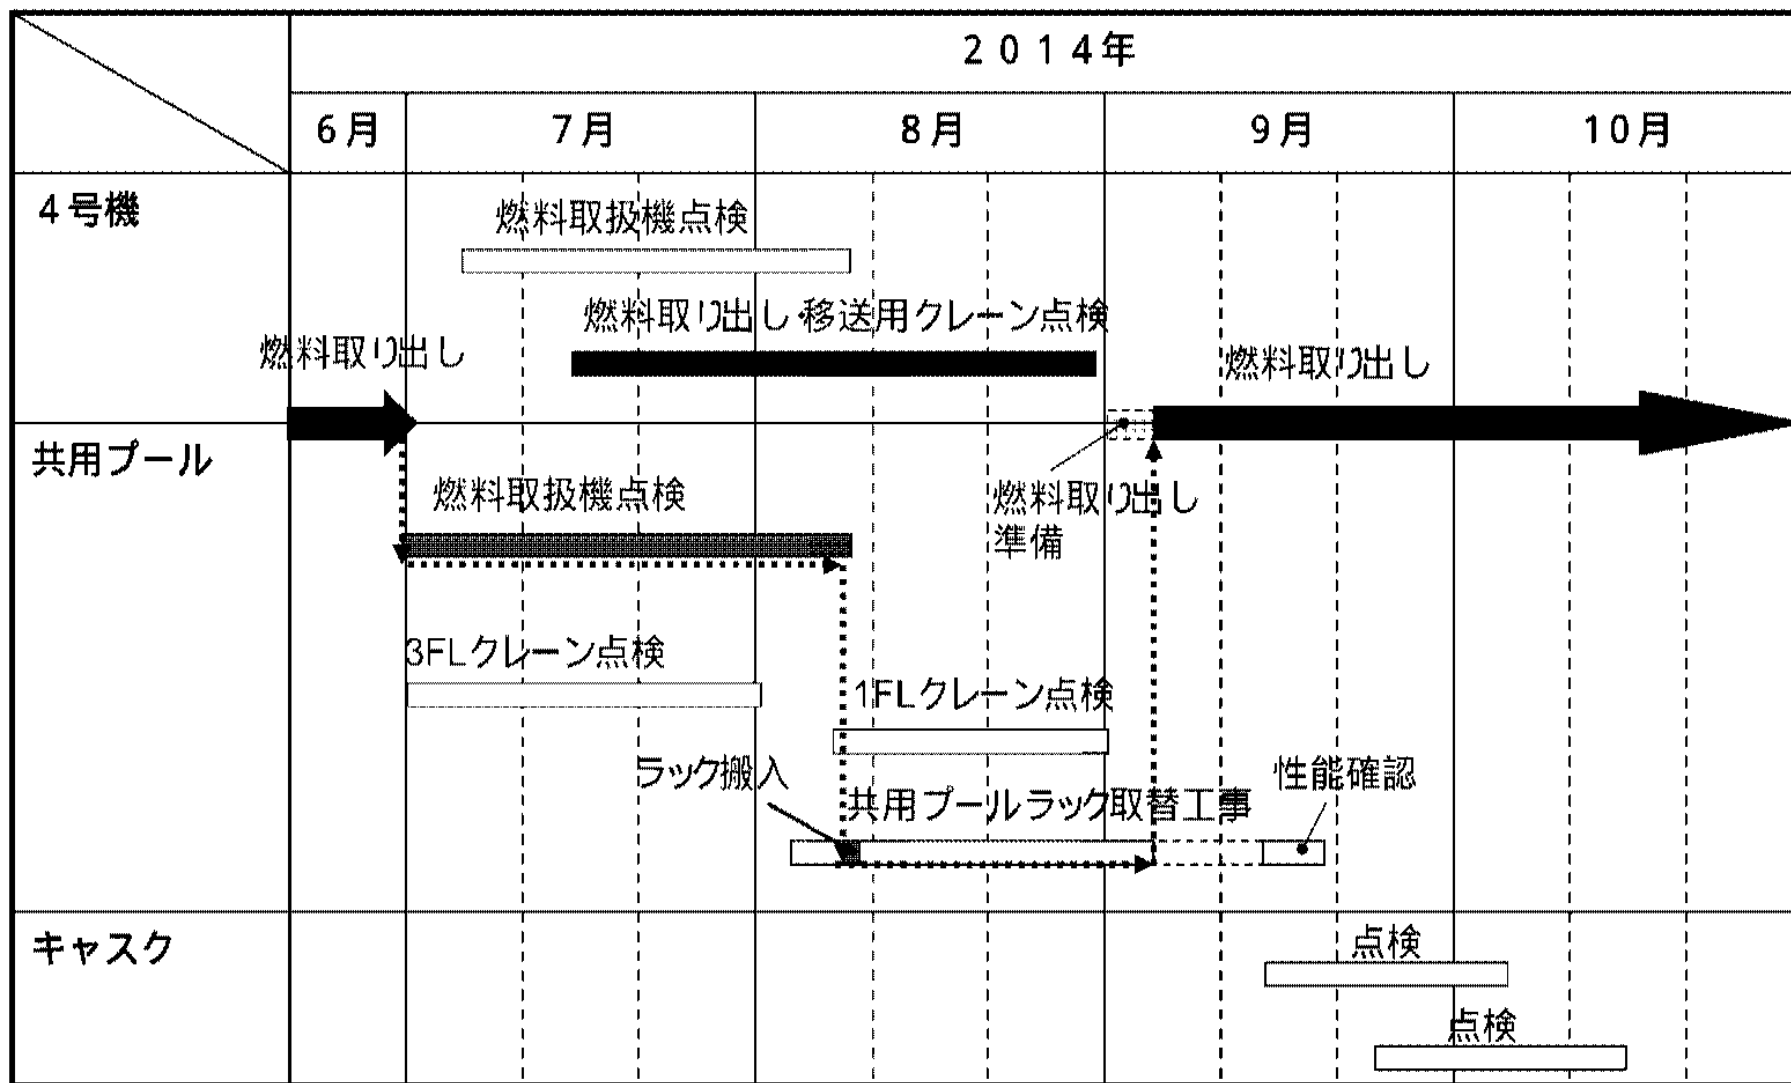 ２０１４年
６月
７月
８月
９月
１０月
４号機
燃料取扱機点検
燃料取り出し・移送用クレーン点検
燃料取り出し
燃料取り出し
共用プール
燃料取扱機点検
燃料取り出し
準備
3FLクレーン点検
1FLクレーン点検
ラック搬入
性能確認
共用プールラック取替工事
キャスク
点検
点検